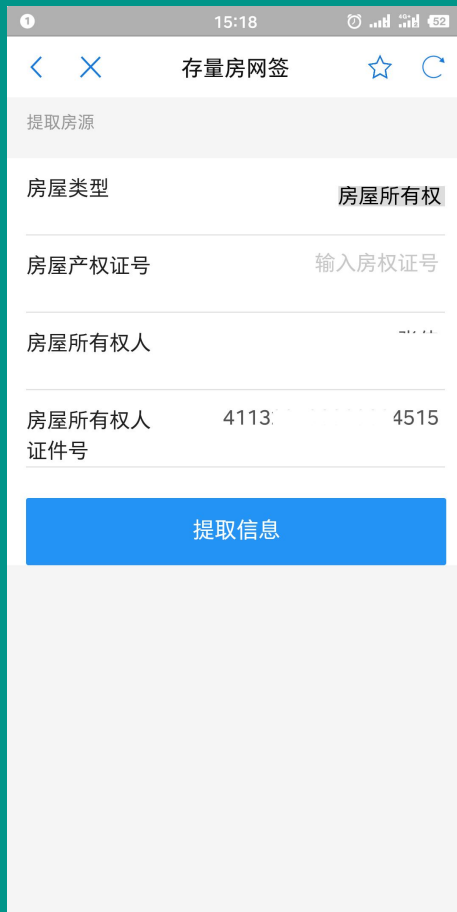 1 15:18 4G+ 52
存量房网签
提取房源
房屋类型 房屋所有权
房屋产权证号 输入房权证号
房屋所有权人
房屋所有权人 4113 4515
证件号
提取信息